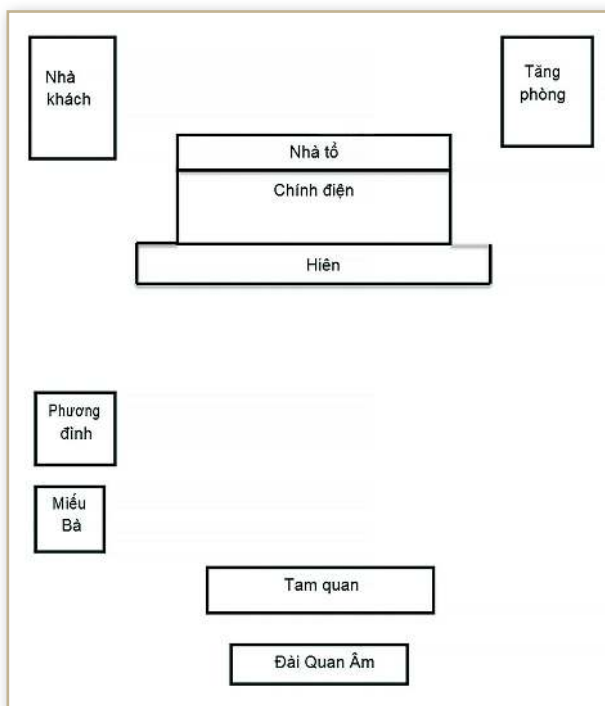 Nhà
khách
Tăng
phòng
Nhà tổ
Chính điện
Hiên
Phương
đình
Miếu
Bà
Tam quan
Đài Quan Âm